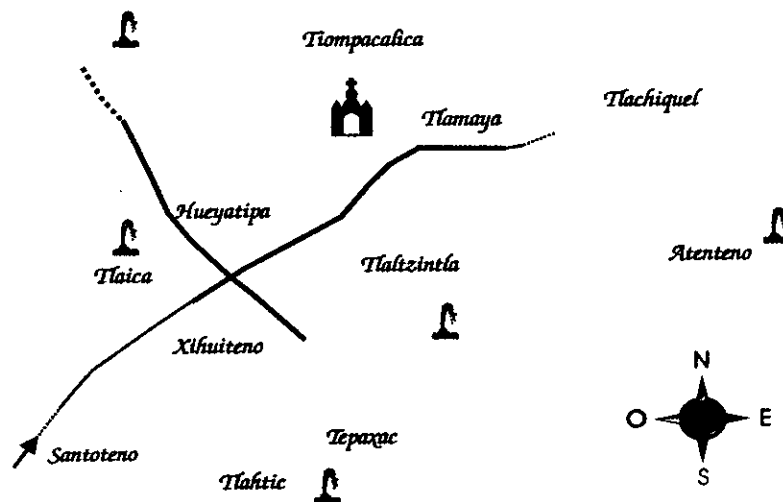 Tiompacalica
Tlachiquel
Tlamaya
Hueyatipa
Atenteno
Tlaltzintla
Tlaica
Xihuiteno
N
O
E
S
Tepaxac
Santoteno
Tlahtic